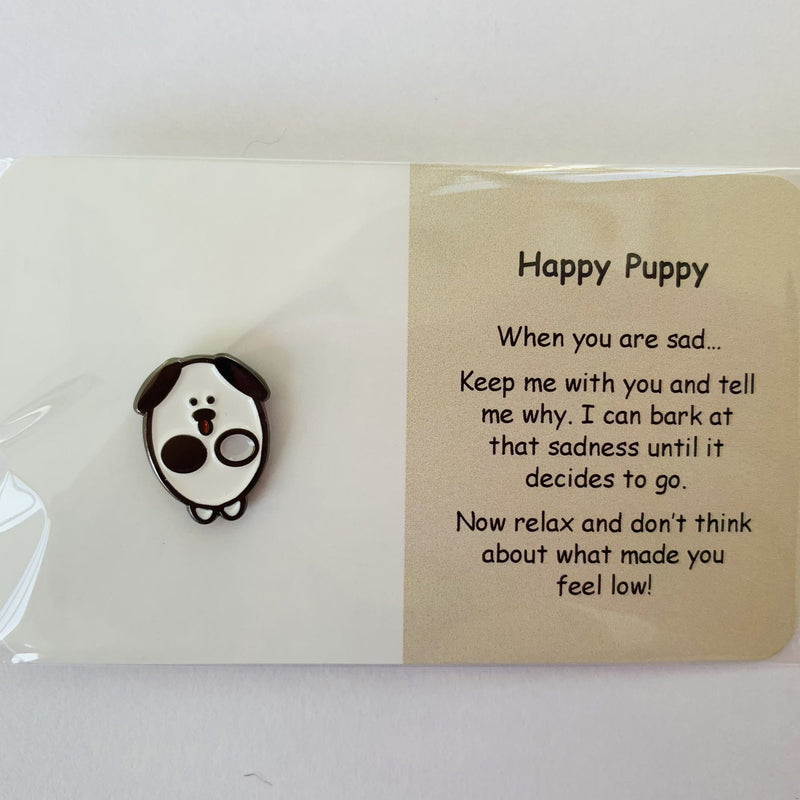 Happy Puppy
When you are sad...
Keep me with you and tell
me why. I can bark at
that sadness until it
decides to go.
Now relax and don't think
about what made you
feel low!